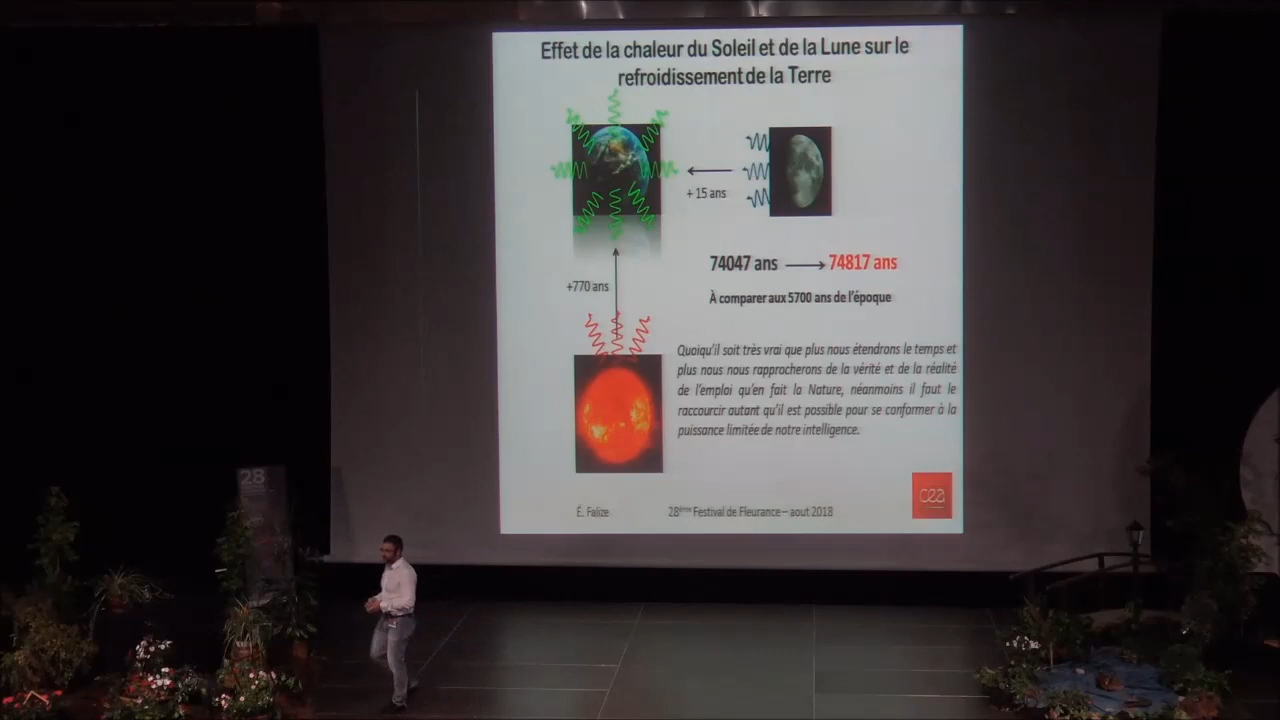 Effet de la chaleur du Soleil et de la Lune sur le
refroidissement de la Terre
+ 15 ans
74047 ans → 74817 ans
À comparer aux 5700 ans de l'époque
+770 ans
Quoiqu'il soit très vrai que plus nous étendrons le temps et
plus nous nous rapprocherons de la vérité et de la réalité
de l'emploi qu'en fait la Nature, néanmoins il faut le
raccourcir autant qu'il est possible pour se conformer à la
puissance limitée de notre intelligence.
cea
É. Falize
28ème Festival de Fleurance – aout 2018
28